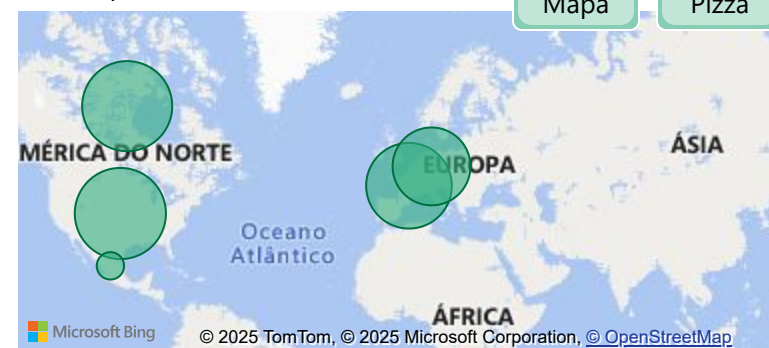 Mapa
Pizza
MÉRICA DO NORTE
EUROPA
ÁSIA
Oceano
Atlântico
ÁFRICA
Microsoft Bing
© 2025 TomTom, © 2025 Microsoft Corporation, © OpenStreetMap